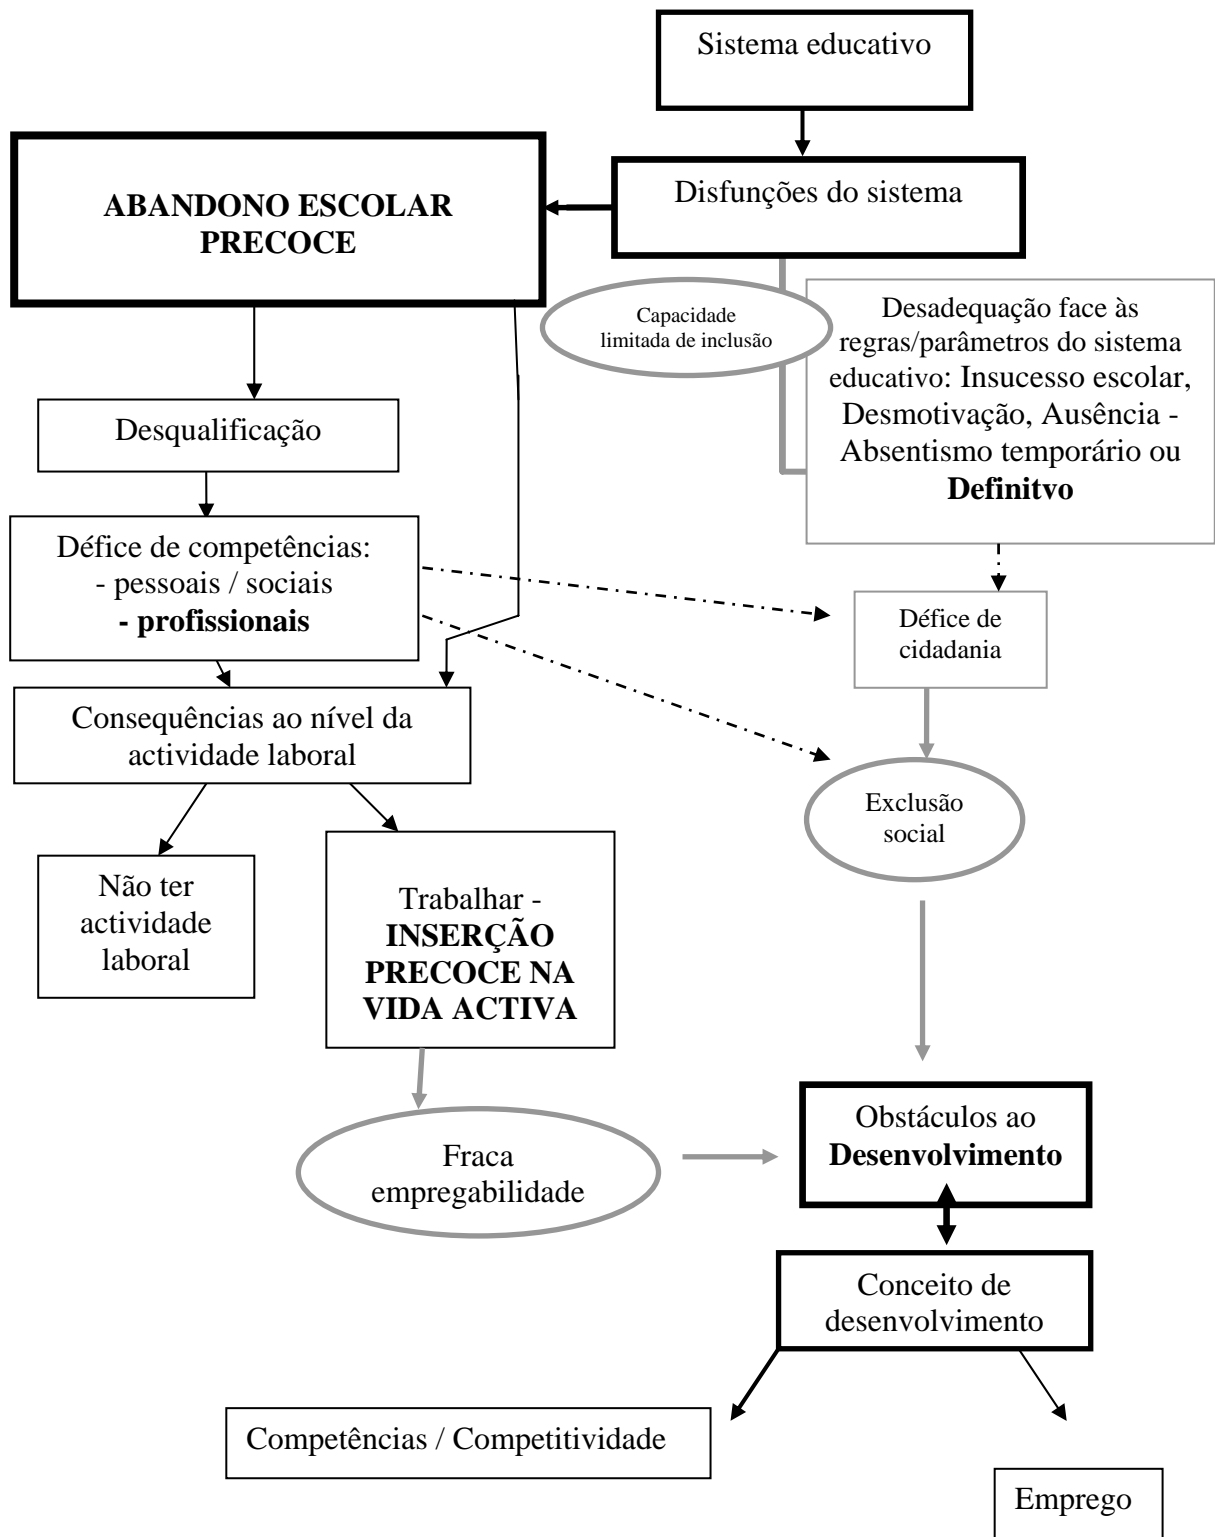 Sistema educativo
ABANDONO ESCOLAR
PRECOCE
Disfunções do sistema
Capacidade
limitada de inclusão
Desadequação face às
regras/parâmetros do sistema
educativo: Insucesso escolar,
Desmotivação, Ausência -
Absentismo temporário ou
Definitvo
Desqualificação
Défice de competências:
- pessoais / sociais
- profissionais
Défice de
cidadania
Consequências ao nível da
actividade laboral
Exclusão
social
Não ter
actividade
laboral
Trabalhar -
INSERÇÃO
PRECOCE NA
VIDA ACTIVA
Obstáculos ao
Desenvolvimento
Fraca
empregabilidade
Conceito de
desenvolvimento
Competências / Competitividade
Emprego